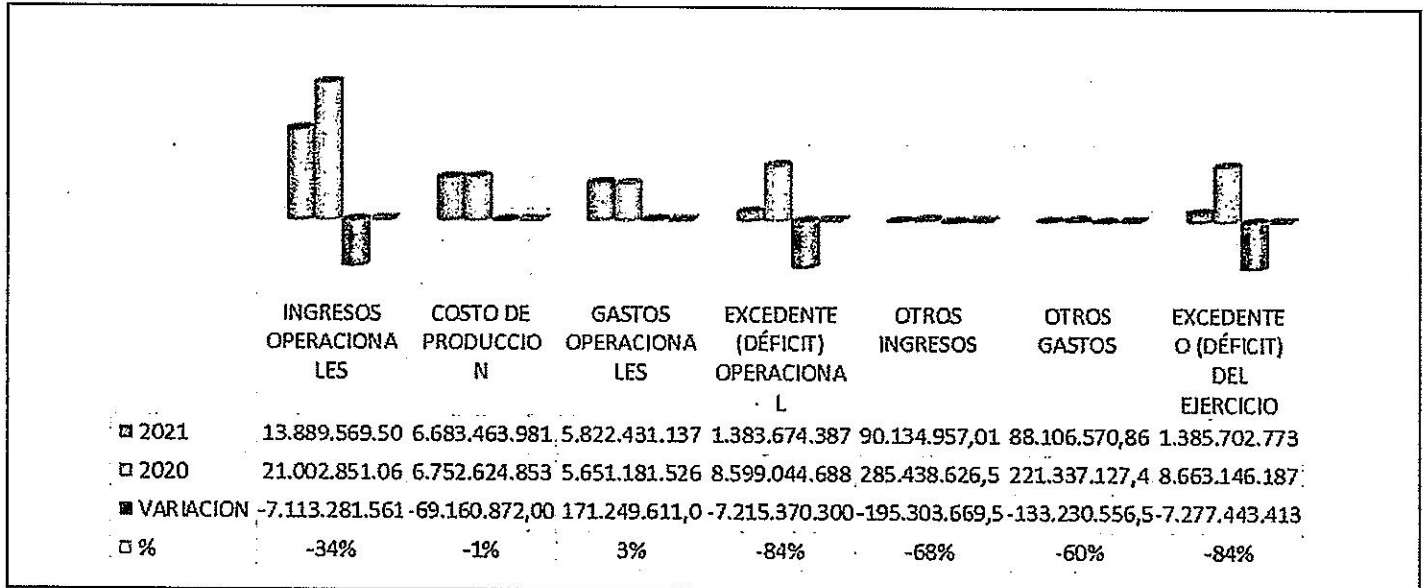 INGRESOS OPERACIONA LES
COSTO DE PRODUCCIO N
GASTOS OPERACIONA LES
EXCEDENTE (DÉFICIT) OPERACIONA L
OTROS INGRESOS
OTROS GASTOS
EXCEDENTE O (DÉFICIT) DEL EJERCICIO
2021 13.889.569.50 6.683.463.981 5.822.431.137 1.383.674.387 90.134.957,01 88.106.570,86 1.385.702.773
2020 21.002.851.06 6.752.624.853 5.651.181.526 8.599.044.688 285.438.626,5 221.337.127,4 8.663.146.187
VARIACION -7.113.281.561 -69.160.872,00 171.249.611,0 -7.215.370.300 -195.303.669,5 -133.230.556,5 -7.277.443.413
% -34% -1% 3% -84% -68% -60% -84%